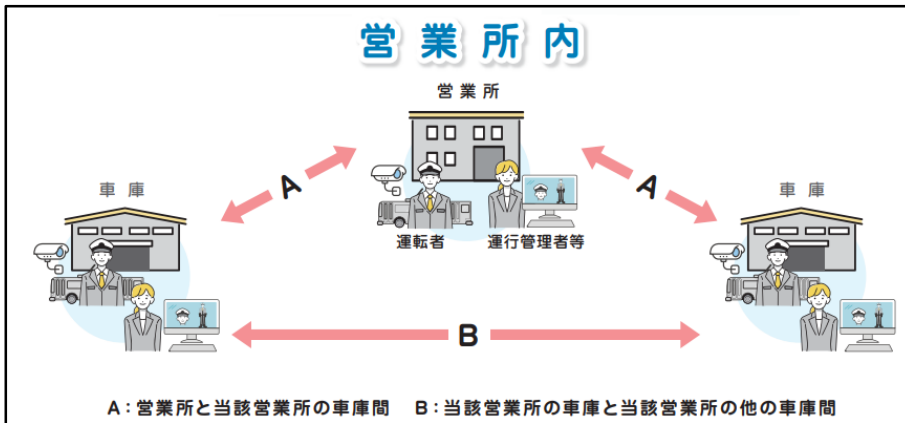 営業所内
営業所
A
A
車庫
車庫
運転者
運行管理者等
B
A:営業所と当該営業所の車庫間 B:当該営業所の車庫と当該営業所の他の車庫間